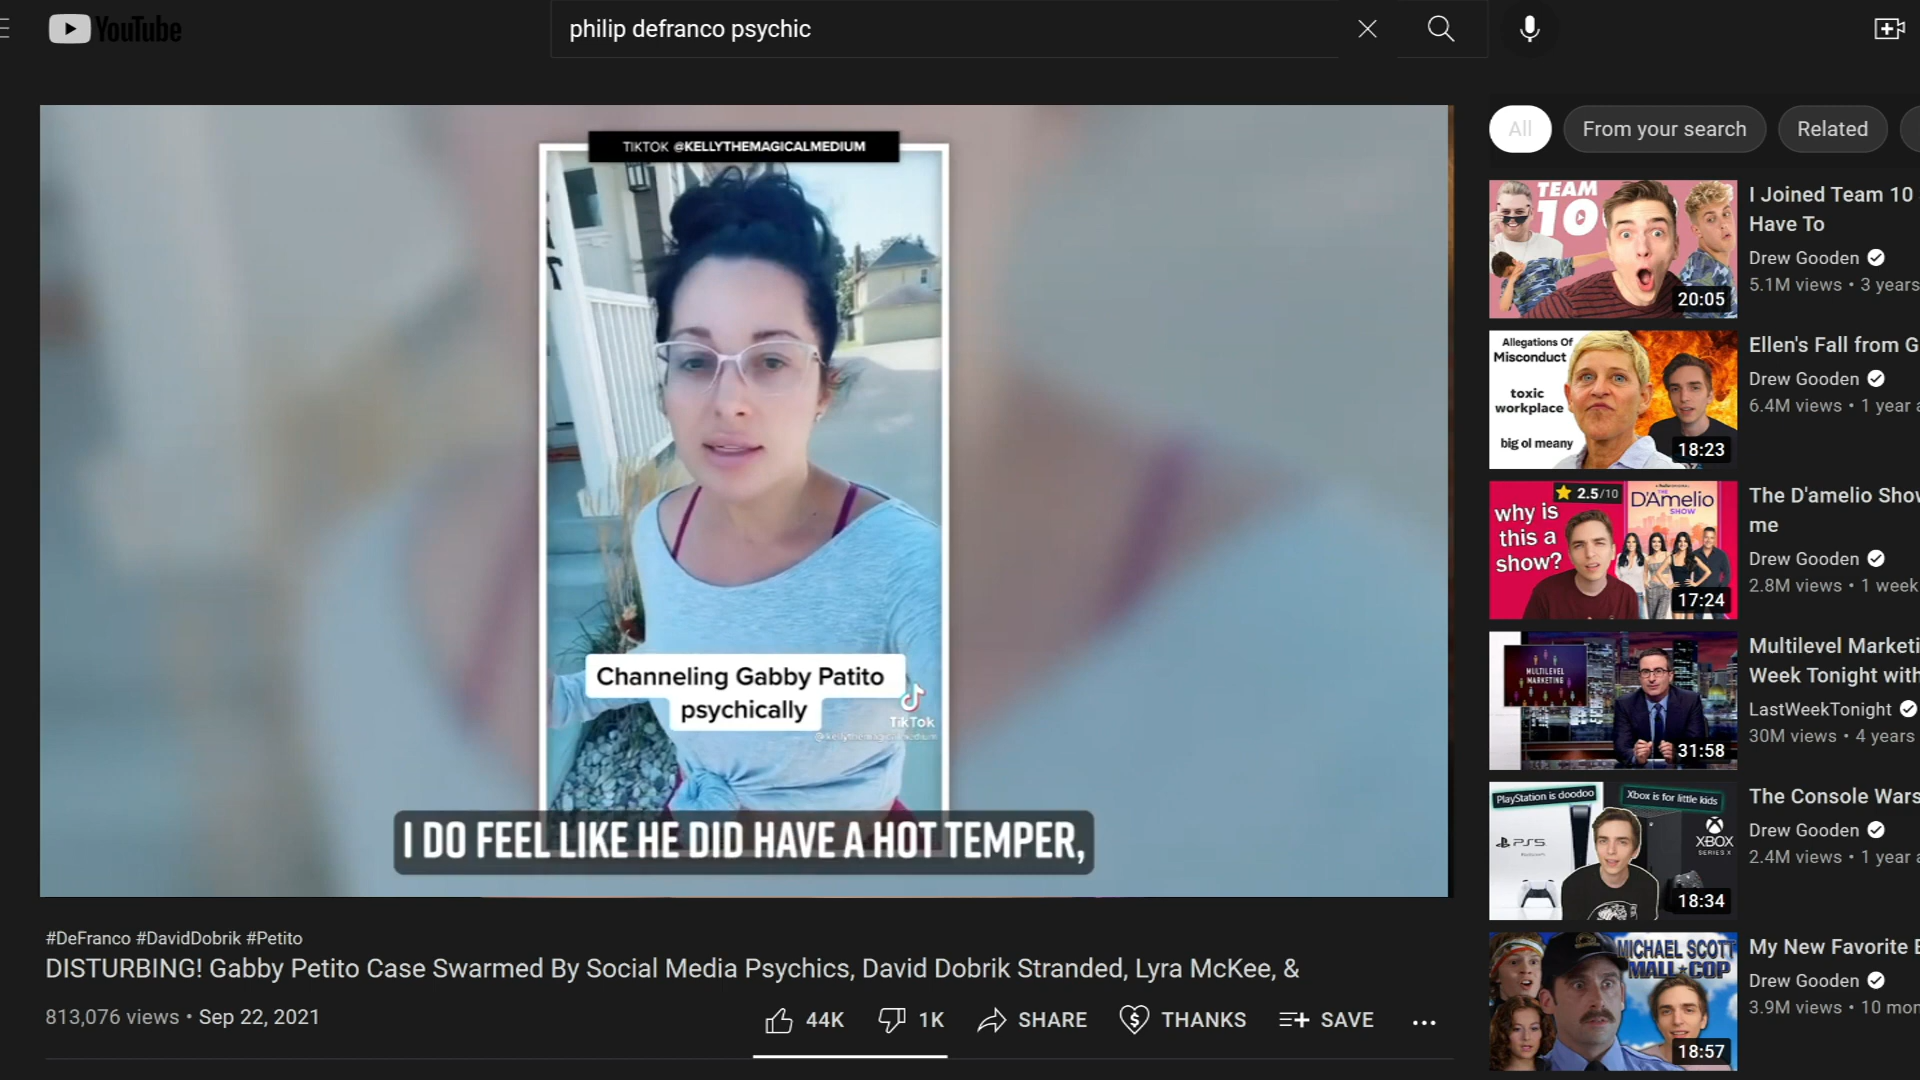 YouTube
philip defranco psychic
TIKTOK @KELLYTHEMAGICALMEDIUM
Channeling Gabby Patito
psychically
TikTok
@kellythemagicalmedium
I DO FEEL LIKE HE DID HAVE A HOT TEMPER,
#DeFranco #DavidDobrik #Petito
DISTURBING! Gabby Petito Case Swarmed By Social Media Psychics, David Dobrik Stranded, Lyra McKee, &
813,076 views • Sep 22, 2021
44K
1K
SHARE
THANKS
SAVE
All
From your search
Related
TEAM
10
20:05
I Joined Team 10
Have To
Drew Gooden
5.1M views • 3 years
Allegations Of
Misconduct
toxic
workplace
big ol meany
18:23
Ellen's Fall from G
Drew Gooden
6.4M views • 1 year a
2.5/10
why is
this a
show?
THE
D'Amelio
SHOW
17:24
The D'amelio Show
me
Drew Gooden
2.8M views • 1 week
MULTILEVEL
MARKETING
31:58
Multilevel Marketi
Week Tonight with
LastWeekTonight
30M views • 4 years
PlayStation is doodoo
Xbox is for little kids
PS5
XBOX
SERIES X
18:34
The Console Wars
Drew Gooden
2.4M views • 1 year a
MICHAEL SCOTT
MALL COP
18:57
My New Favorite
Drew Gooden
3.9M views • 10 mon